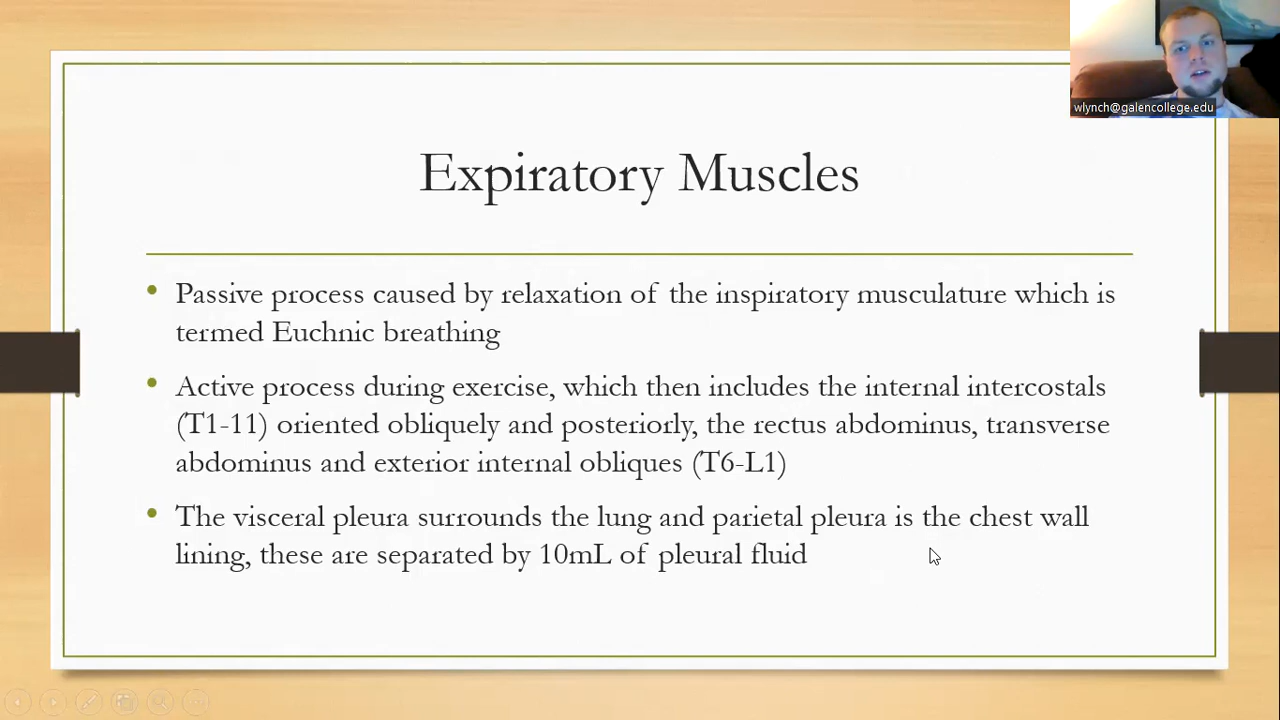 wlynch@galencollege.edu
Expiratory Muscles
• Passive process caused by relaxation of the inspiratory musculature which is
termed Euchnic breathing
• Active process during exercise, which then includes the internal intercostals
(T1-11) oriented obliquely and posteriorly, the rectus abdominus, transverse
abdominus and exterior internal obliques (T6-L1)
• The visceral pleura surrounds the lung and parietal pleura is the chest wall
lining, these are separated by 10mL of pleural fluid